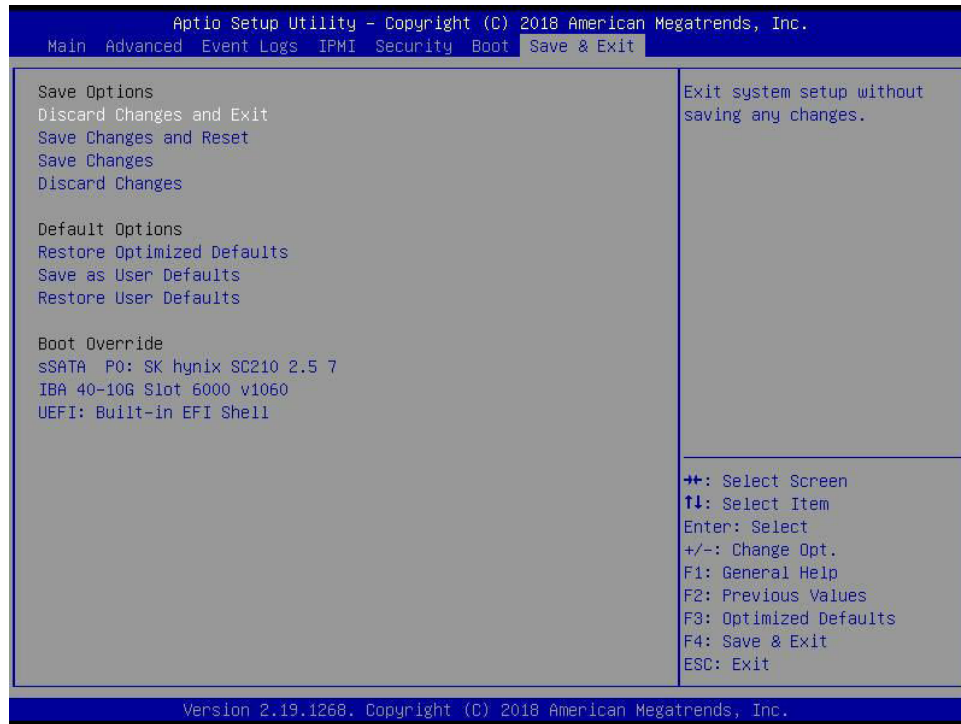 Aptio Setup Utility – Copyright (C) 2018 American Megatrends, Inc.
Main Advanced Event Logs IPMI Security Boot Save & Exit
Save Options
Discard Changes and Exit
Save Changes and Reset
Save Changes
Discard Changes
Default Options
Restore Optimized Defaults
Save as User Defaults
Restore User Defaults
Boot Override
sSATA P0: SK hynix SC210 2.5 7
IBA 40-10G Slot 6000 v1060
UEFI: Built-in EFI Shell
Exit system setup without
saving any changes.
→←: Select Screen
↑↓: Select Item
Enter: Select
+/-: Change Opt.
F1: General Help
F2: Previous Values
F3: Optimized Defaults
F4: Save & Exit
ESC: Exit
Version 2.19.1268. Copyright (C) 2018 American Megatrends, Inc.